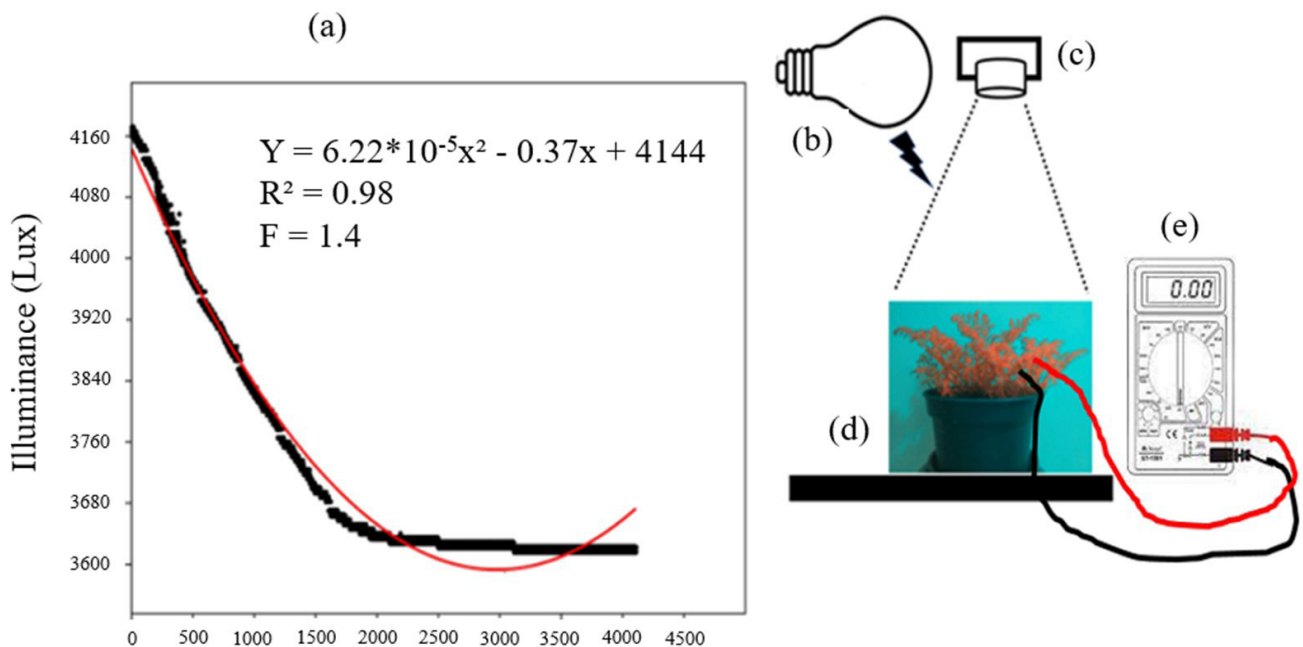 (a)
4160
4080
4000
3920
3840
3760
3680
3600
Illuminance (Lux)
Y = 6.22*10⁻⁵x² - 0.37x + 4144
R² = 0.98
F = 1.4
0 500 1000 1500 2000 2500 3000 3500 4000 4500
(b)
(c)
(d)
(e)
0.00
CE